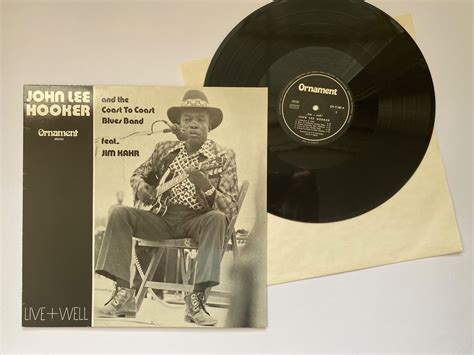 JOHN LEE
HOOKER
Ornament
stereo
and the
Coast To Coast
Blues Band
feat.
JIM KAHR
LIVE+WELL
Ornament
JOHN LEE HOOKER